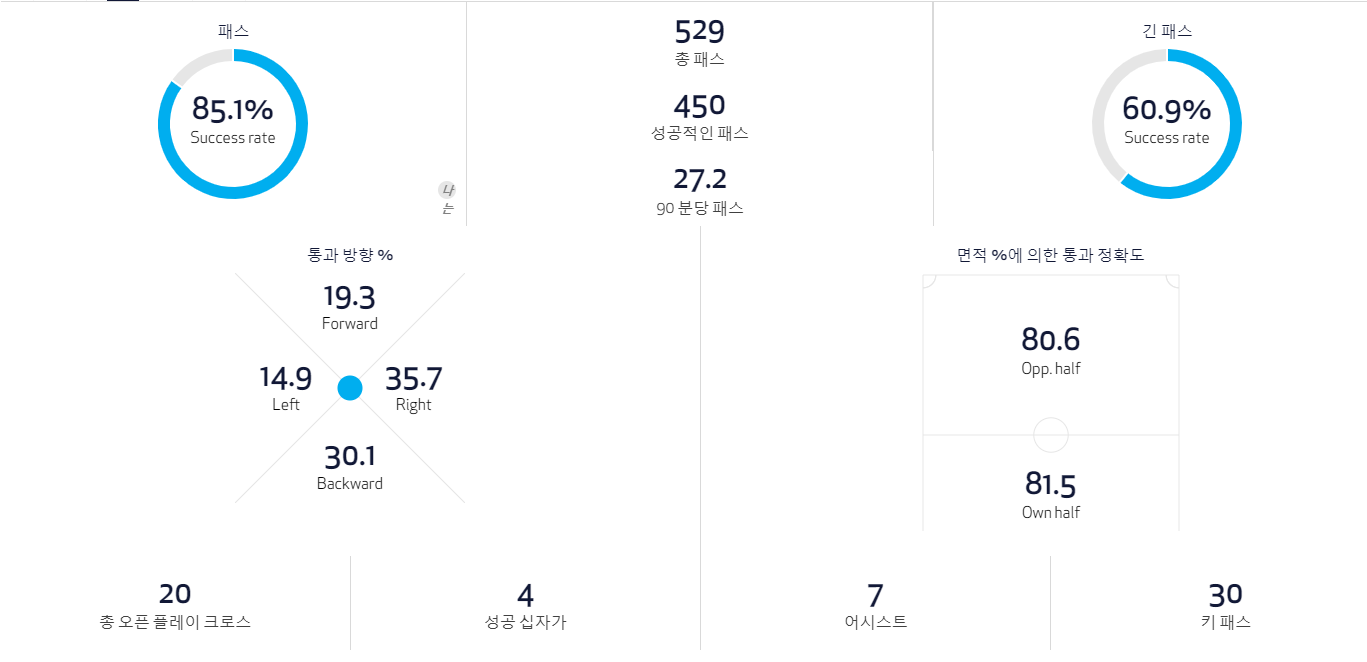 패스
85.1%
Success rate
나
는
529
총 패스
450
성공적인 패스
27.2
90 분당 패스
긴 패스
60.9%
Success rate
통과 방향 %
19.3
Forward
14.9
Left
35.7
Right
30.1
Backward
면적 %에 의한 통과 정확도
80.6
Opp. half
81.5
Own half
20
총 오픈 플레이 크로스
4
성공 십자가
7
어시스트
30
키 패스